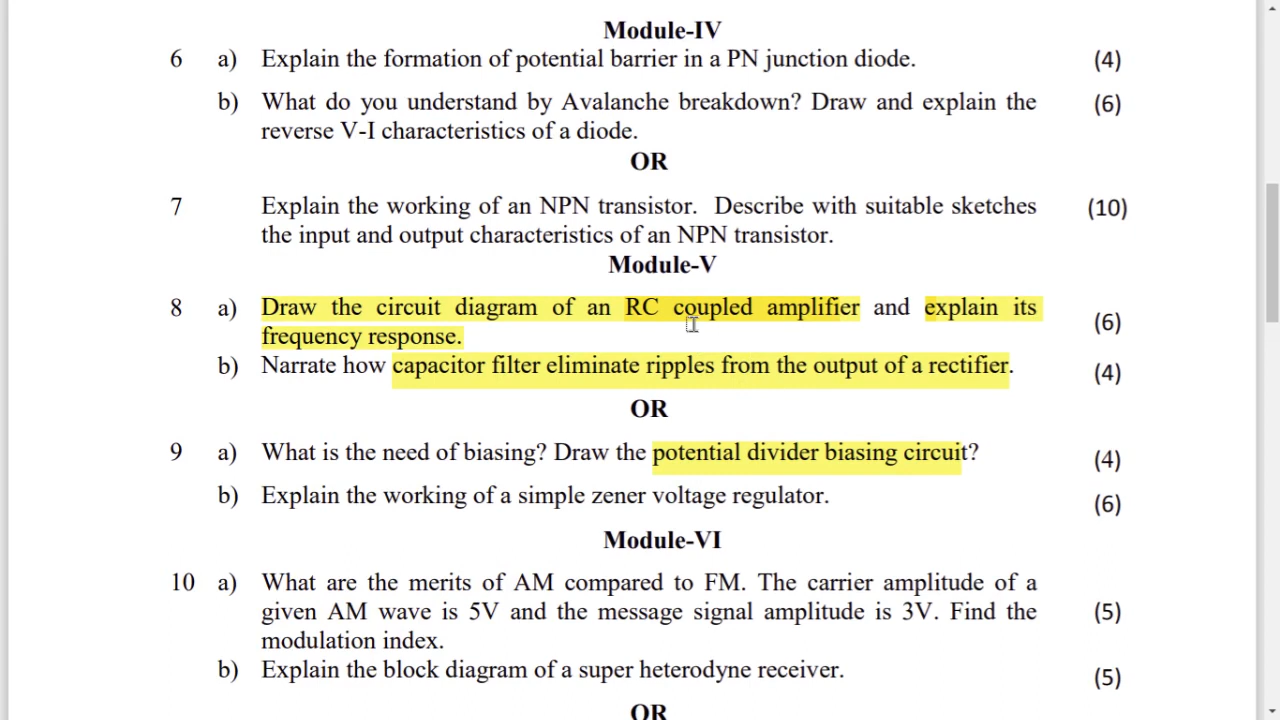 Module-IV
6 a) Explain the formation of potential barrier in a PN junction diode. (4)
b) What do you understand by Avalanche breakdown? Draw and explain the (6)
reverse V-I characteristics of a diode.
OR
7 Explain the working of an NPN transistor. Describe with suitable sketches (10)
the input and output characteristics of an NPN transistor.
Module-V
8 a) Draw the circuit diagram of an RC coupled amplifier and explain its (6)
frequency response.
b) Narrate how capacitor filter eliminate ripples from the output of a rectifier. (4)
OR
9 a) What is the need of biasing? Draw the potential divider biasing circuit? (4)
b) Explain the working of a simple zener voltage regulator. (6)
Module-VI
10 a) What are the merits of AM compared to FM. The carrier amplitude of a
given AM wave is 5V and the message signal amplitude is 3V. Find the (5)
modulation index.
b) Explain the block diagram of a super heterodyne receiver. (5)
OR